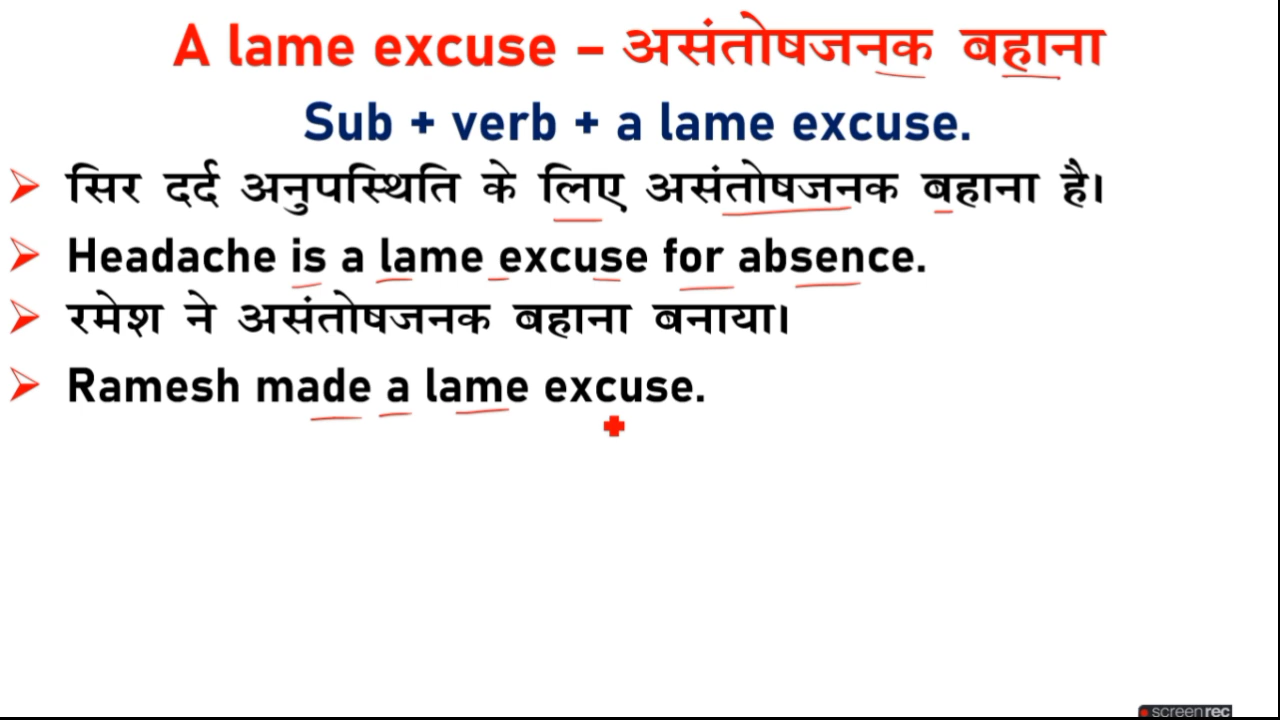 A lame excuse – असंतोषजनक बहाना
Sub + verb + a lame excuse.
सिर दर्द अनुपस्थिति के लिए असंतोषजनक बहाना है।
Headache is a lame excuse for absence.
रमेश ने असंतोषजनक बहाना बनाया।
Ramesh made a lame excuse.
screenrec